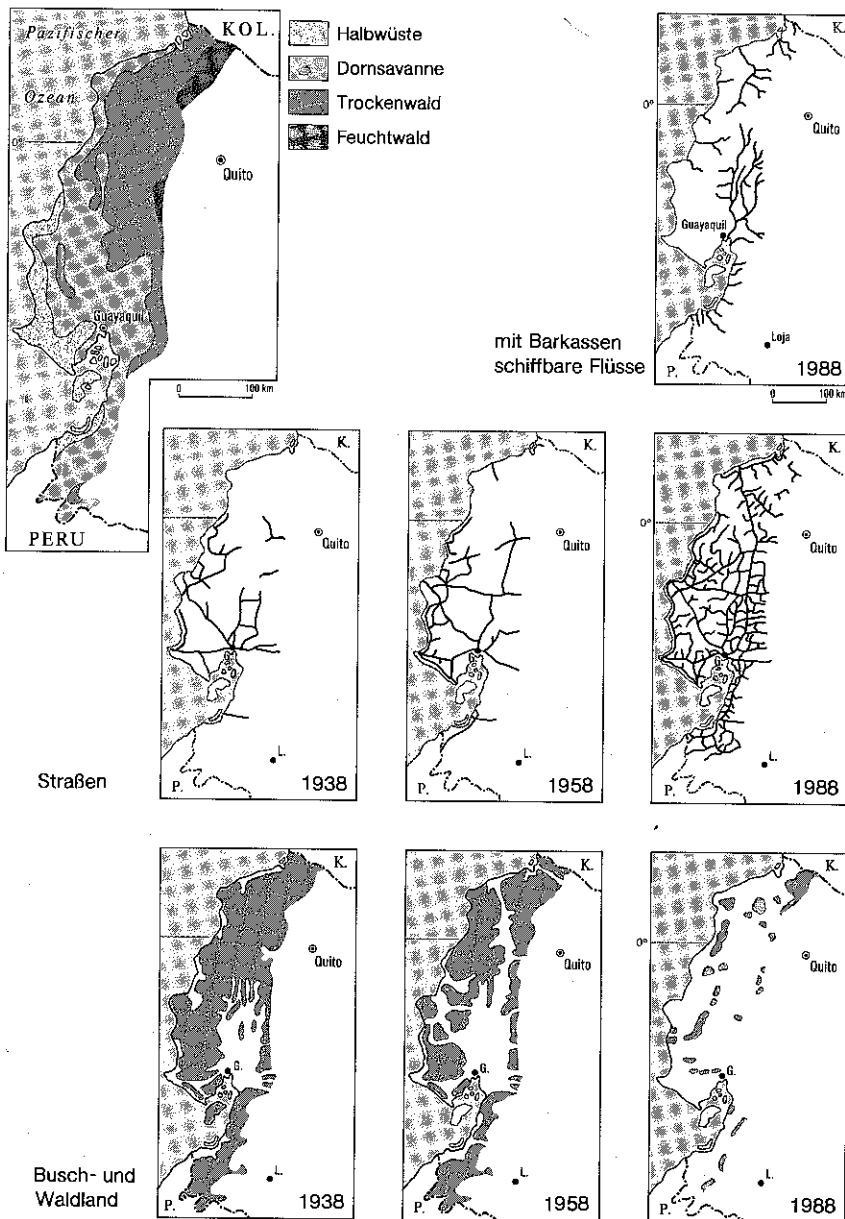 Pazifischer
Ozean
KOL.
0°
Quito
Guayaquil
PERU
0 100 km
Halbwüste
Dornsavanne
Trockenwald
Feuchtwald
0°
Quito
Guayaquil
Loja
P.
1988
0 100 km
mit Barkassen
schiffbare Flüsse
Straßen
K.
Quito
G.
L.
P.
1938
K.
Quito
L.
P.
1958
K.
0°
Quito
G.
L.
P.
1988
Busch- und
Waldland
K.
Quito
G.
L.
P.
1938
K.
Quito
G.
L.
P.
1958
K.
0°
Quito
G.
L.
P.
1988